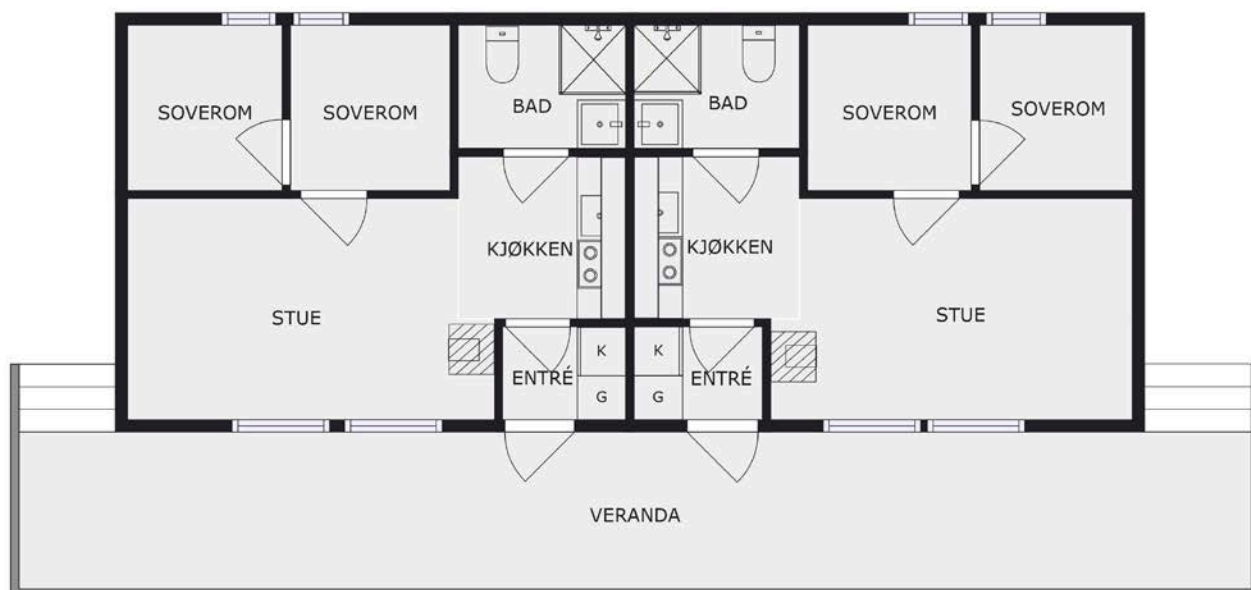 SOVEROM
SOVEROM
BAD
BAD
SOVEROM
SOVEROM
KJØKKEN
KJØKKEN
STUE
STUE
K
K
ENTRÉ
ENTRÉ
G
G
VERANDA